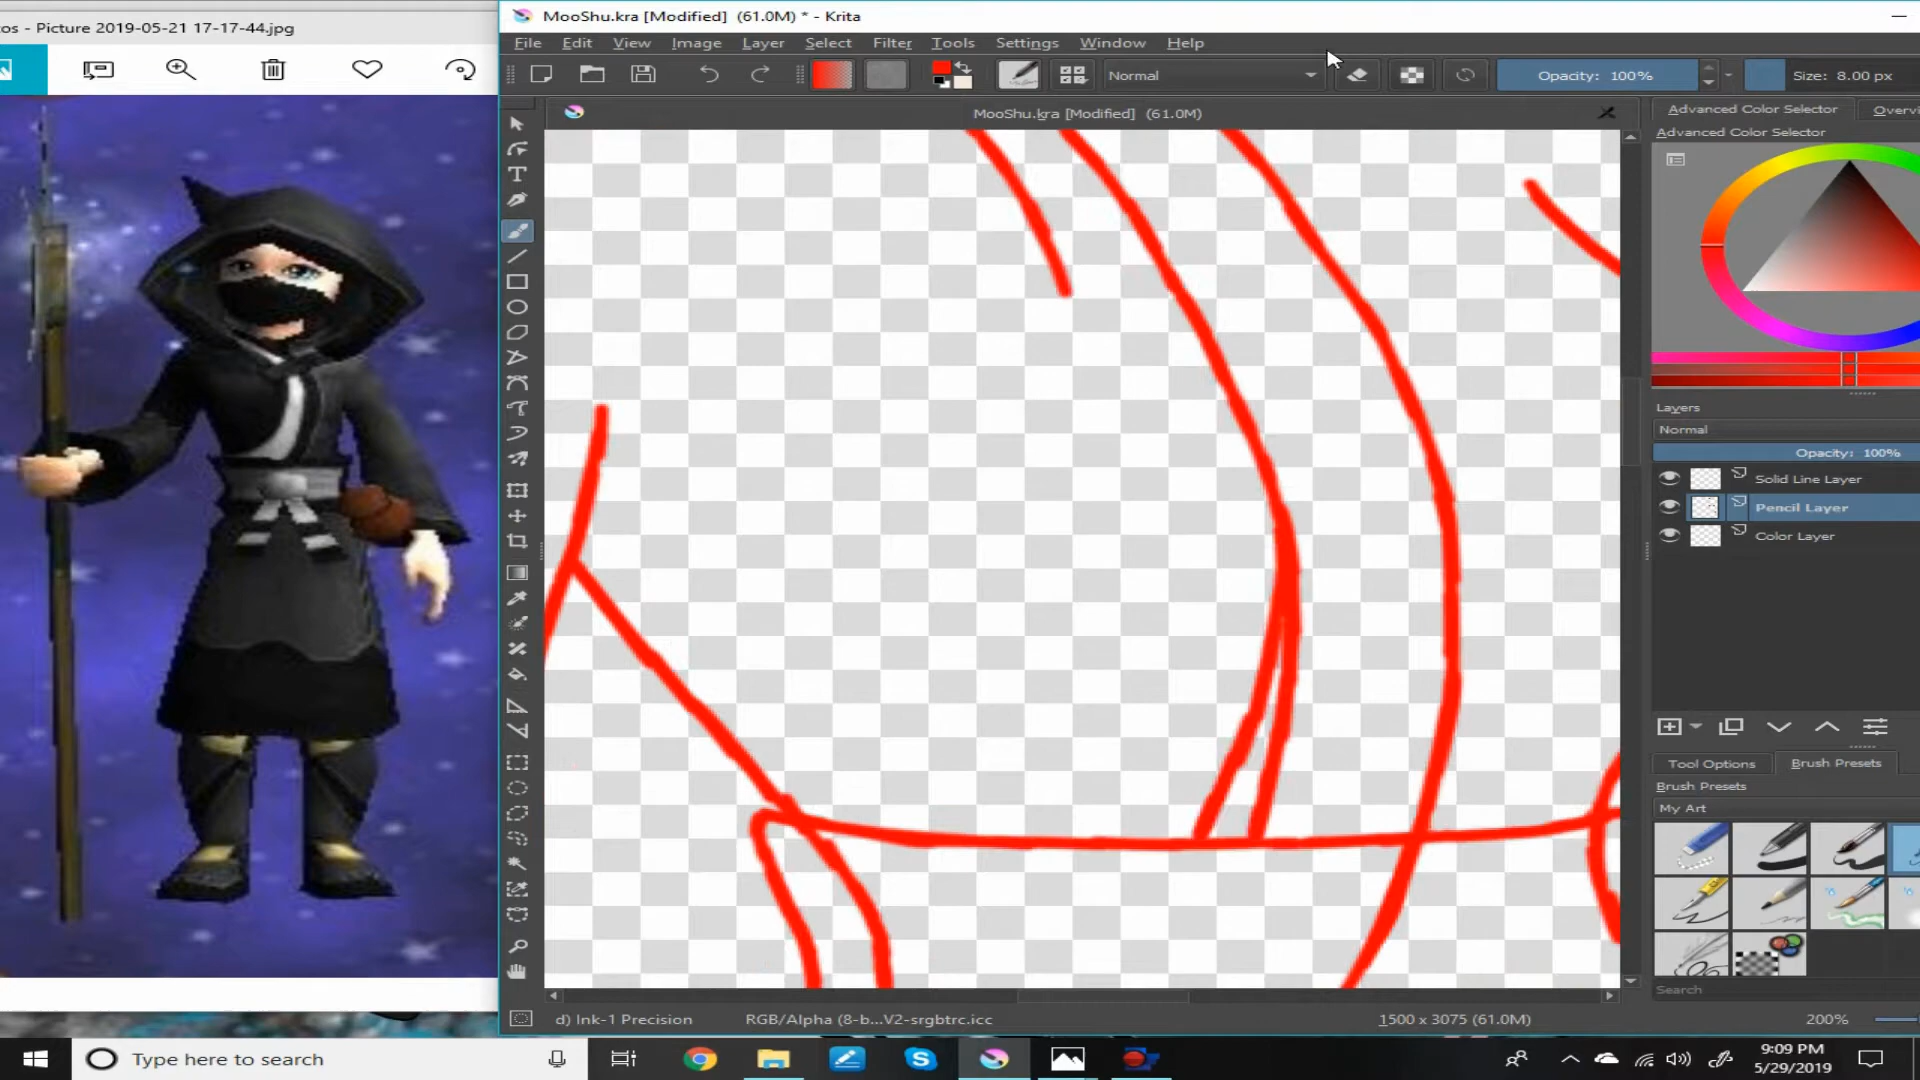 os - Picture 2019-05-21 17-17-44.jpg
MooShu.kra [Modified] (61.0M) * - Krita
File Edit View Image Layer Select Filter Tools Settings Window Help
Normal
Opacity: 100%
Size: 8.00 px
MooShu.kra [Modified] (61.0M)
Advanced Color Selector
Overvi
Advanced Color Selector
Layers
Normal
Opacity: 100%
Solid Line Layer
Pencil Layer
Color Layer
Tool Options
Brush Presets
Brush Presets
My Art
Search
d) Ink-1 Precision
RGB/Alpha (8-b...V2-srgbtrc.icc
1500 x 3075 (61.0M)
200%
Type here to search
9:09 PM
5/29/2019